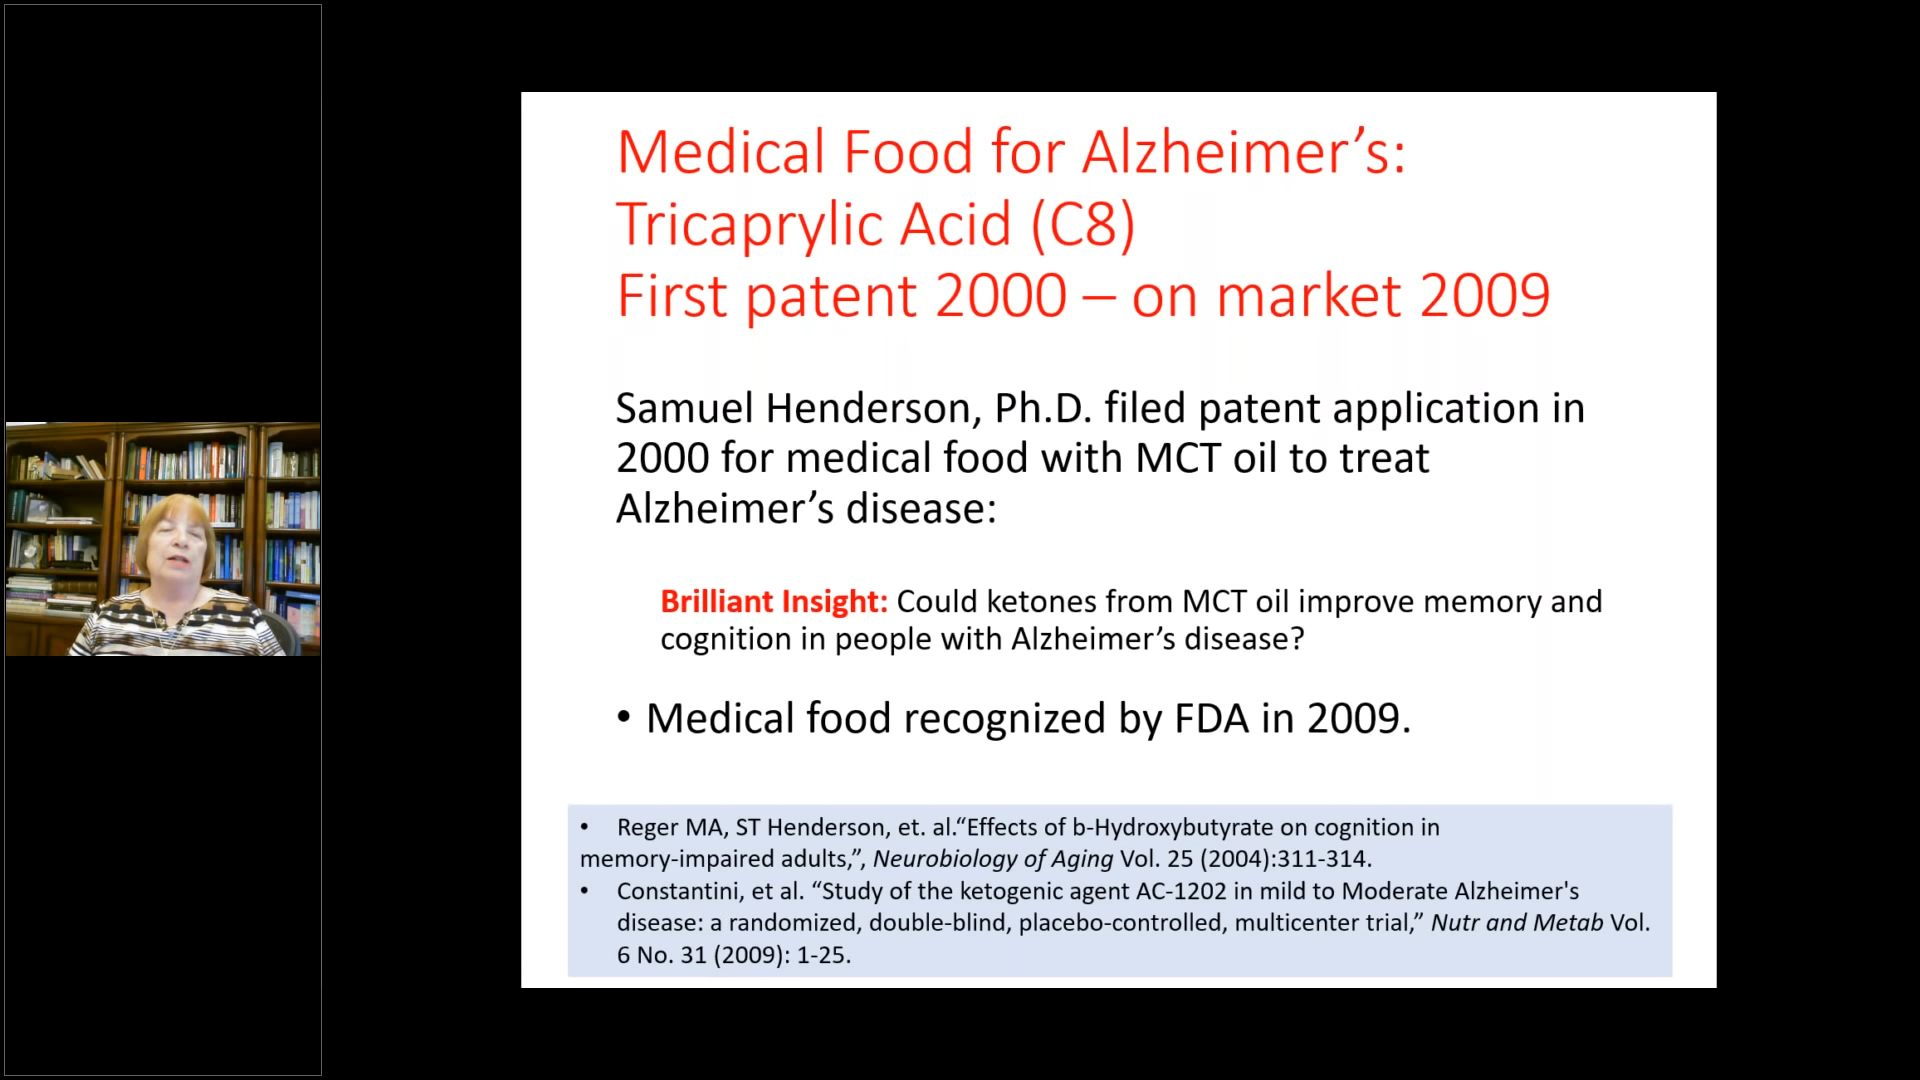 Medical Food for Alzheimer’s:
Tricaprylic Acid (C8)
First patent 2000 – on market 2009
Samuel Henderson, Ph.D. filed patent application in
2000 for medical food with MCT oil to treat
Alzheimer’s disease:
Brilliant Insight: Could ketones from MCT oil improve memory and
cognition in people with Alzheimer’s disease?
• Medical food recognized by FDA in 2009.
• Reger MA, ST Henderson, et. al.“Effects of b-Hydroxybutyrate on cognition in
memory-impaired adults,”, Neurobiology of Aging Vol. 25 (2004):311-314.
• Constantini, et al. “Study of the ketogenic agent AC-1202 in mild to Moderate Alzheimer's
disease: a randomized, double-blind, placebo-controlled, multicenter trial,” Nutr and Metab Vol.
6 No. 31 (2009): 1-25.